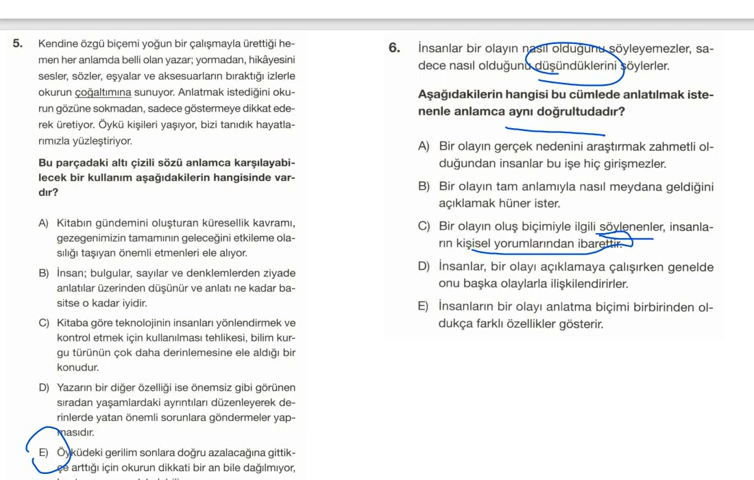 5. Kendine özgü biçemi yoğun bir çalışmayla ürettiği he-
men her anlamda belli olan yazar; yormadan, hikâyesini
sesler, sözler, eşyalar ve aksesuarların bıraktığı izlerle
okurun çoğaltımına sunuyor. Anlatmak istediğini oku-
run gözüne sokmadan, sadece göstermeye dikkat ede-
rek üretiyor. Öykü kişileri yaşıyor, bizi tanıdık hayatla-
rımızla yüzleştiriyor.
Bu parçadaki altı çizili sözü anlamca karşılayabi-
lecek bir kullanım aşağıdakilerin hangisinde var-
dır?
A) Kitabın gündemini oluşturan küresellik kavramı,
gezegenimizin tamamının geleceğini etkileme ola-
sılığı taşıyan önemli etmenleri ele alıyor.
B) İnsan; bulgular, sayılar ve denklemlerden ziyade
anlatılar üzerinden düşünür ve anlatı ne kadar ba-
sitse o kadar iyidir.
C) Kitaba göre teknolojinin insanları yönlendirmek ve
kontrol etmek için kullanılması tehlikesi, bilim kur-
gu türünün çok daha derinlemesine ele aldığı bir
konudur.
D) Yazarın bir diğer özelliği ise önemsiz gibi görünen
sıradan yaşamlardaki ayrıntıları düzenleyerek de-
rinlerde yatan önemli sorunlara göndermeler yap-
masıdır.
E) Öyküdeki gerilim sonlara doğru azalacağına gittik-
çe arttığı için okurun dikkati bir an bile dağılmıyor,
6. İnsanlar bir olayın nasıl olduğunu söyleyemezler, sa-
dece nasıl olduğunu düşündüklerini söylerler.
Aşağıdakilerin hangisi bu cümlede anlatılmak iste-
nenle anlamca aynı doğrultudadır?
A) Bir olayın gerçek nedenini araştırmak zahmetli ol-
duğundan insanlar bu işe hiç girişmezler.
B) Bir olayın tam anlamıyla nasıl meydana geldiğini
açıklamak hüner ister.
C) Bir olayın oluş biçimiyle ilgili söylenenler, insanla-
rın kişisel yorumlarından ibarettir.
D) İnsanlar, bir olayı açıklamaya çalışırken genelde
onu başka olaylarla ilişkilendirirler.
E) İnsanların bir olayı anlatma biçimi birbirinden ol-
dukça farklı özellikler gösterir.